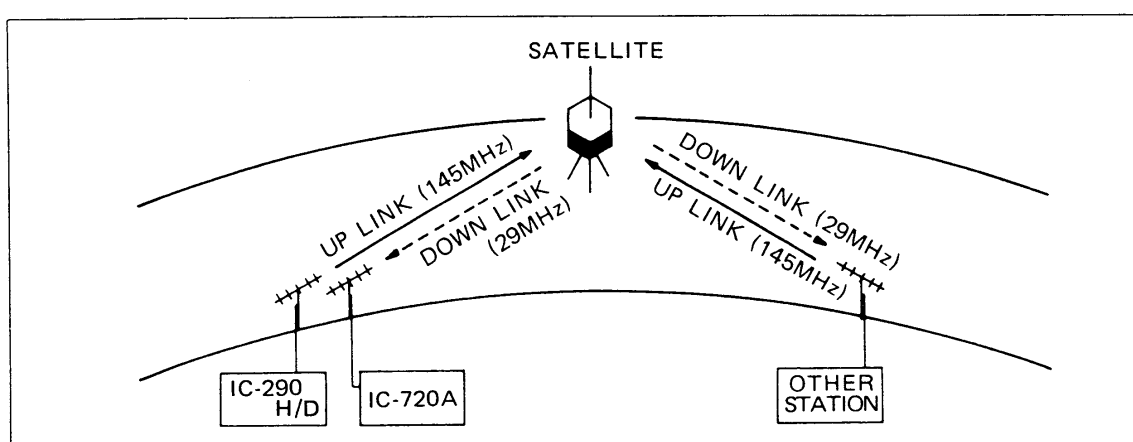 SATELLITE
UP LINK (145MHz)
DOWN LINK
(29MHz)
DOWN LINK (29MHz)
UP LINK (145MHz)
IC-290
H/D
IC-720A
OTHER
STATION